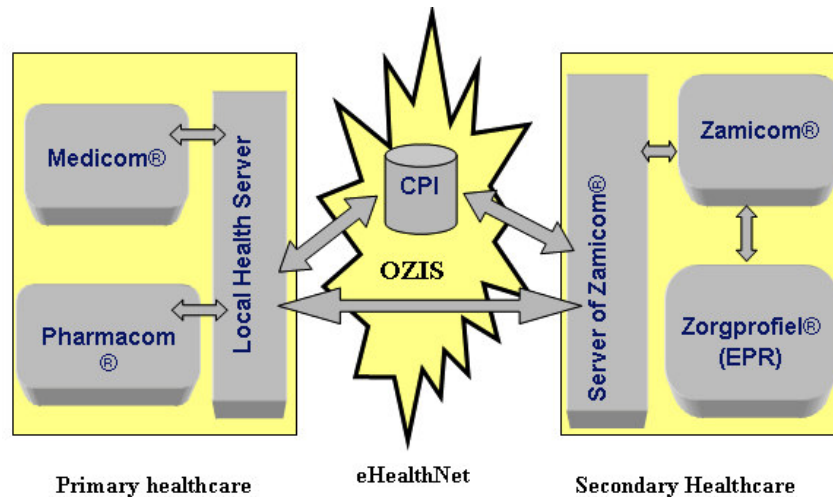 Medicom®
Pharmacom
®
Local Health Server
Primary healthcare
CPI
OZIS
eHealthNet
Server of Zamicom®
Zamicom®
Zorgprofiel®
(EPR)
Secondary Healthcare